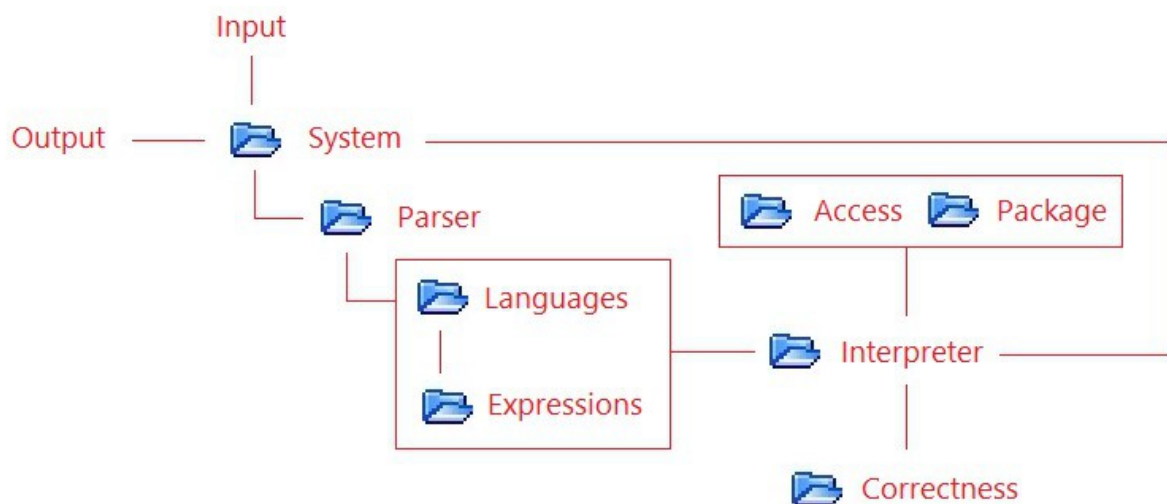 Input
Output
System
Parser
Access
Package
Languages
Interpreter
Expressions
Correctness